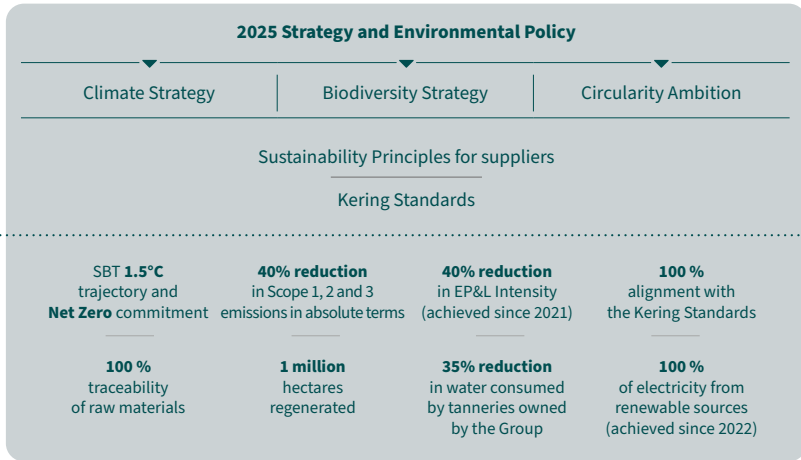 2025 Strategy and Environmental Policy
Climate Strategy
Biodiversity Strategy
Circularity Ambition
Sustainability Principles for suppliers
Kering Standards
SBT 1.5°C
trajectory and
Net Zero commitment
40% reduction
in Scope 1, 2 and 3
emissions in absolute terms
40% reduction
in EP&L Intensity
(achieved since 2021)
100 %
alignment with
the Kering Standards
100 %
traceability
of raw materials
1 million
hectares
regenerated
35% reduction
in water consumed
by tanneries owned
by the Group
100 %
of electricity from
renewable sources
(achieved since 2022)